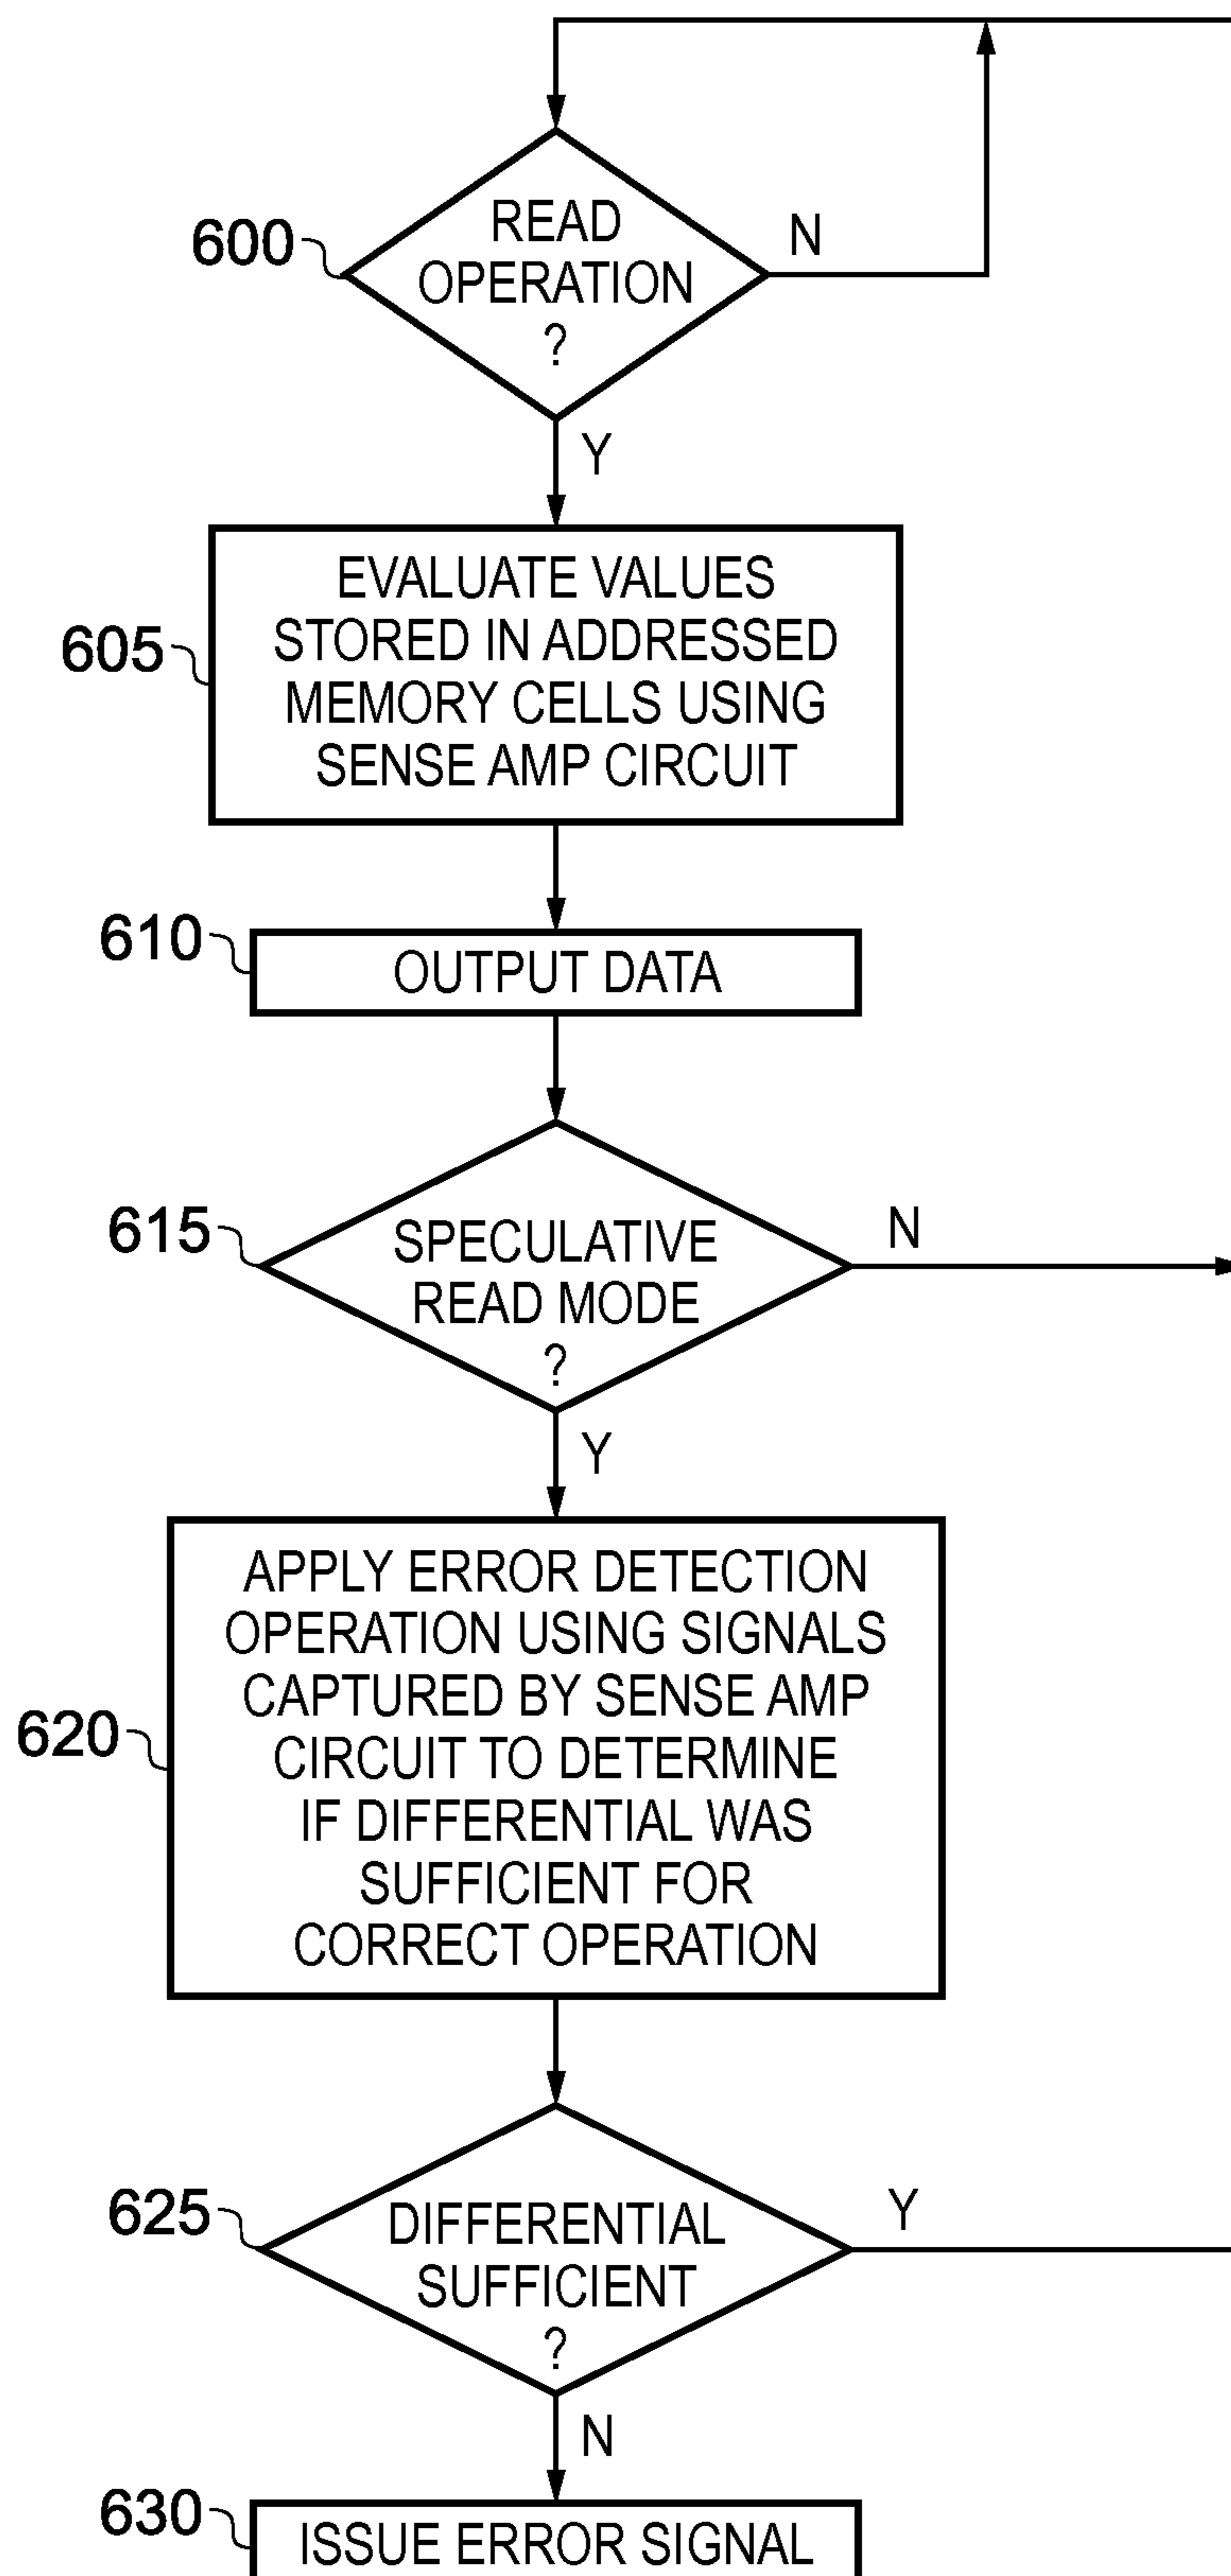 600
READ
OPERATION
?
N
Y
605
EVALUATE VALUES
STORED IN ADDRESSED
MEMORY CELLS USING
SENSE AMP CIRCUIT
610
OUTPUT DATA
615
SPECULATIVE
READ MODE
?
N
Y
620
APPLY ERROR DETECTION
OPERATION USING SIGNALS
CAPTURED BY SENSE AMP
CIRCUIT TO DETERMINE
IF DIFFERENTIAL WAS
SUFFICIENT FOR
CORRECT OPERATION
625
DIFFERENTIAL
SUFFICIENT
?
Y
N
630
ISSUE ERROR SIGNAL